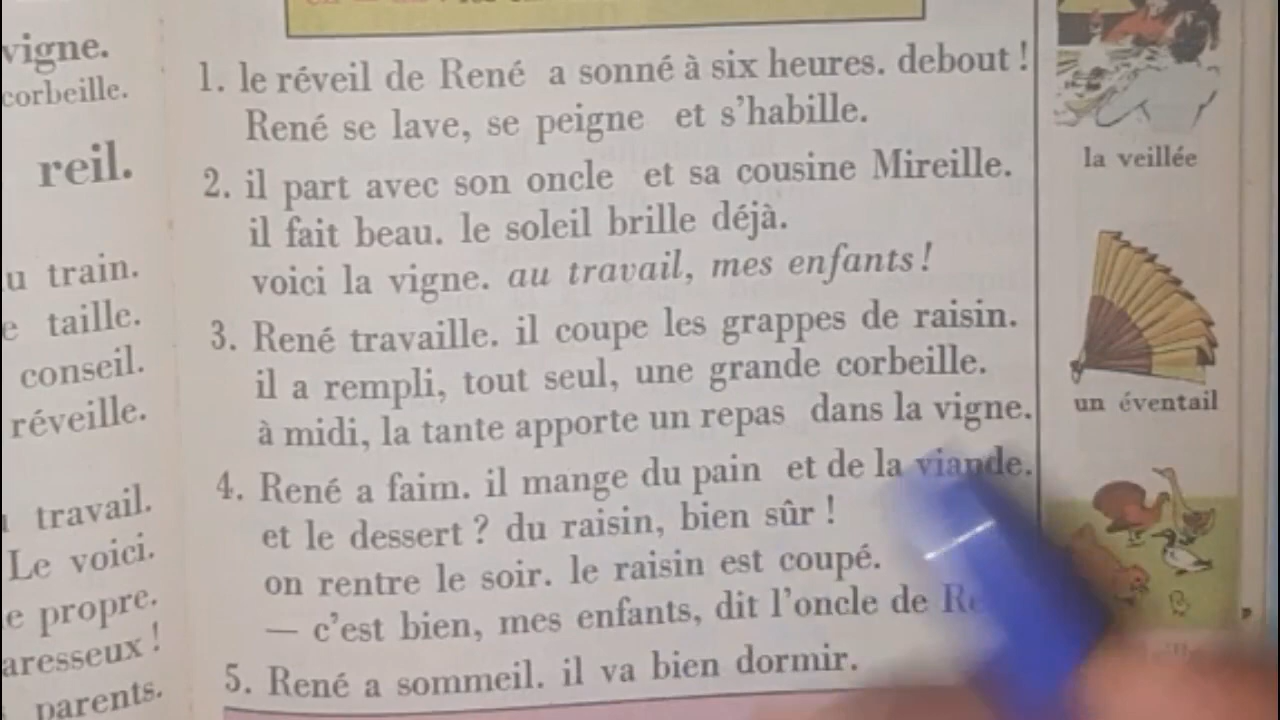 vigne.
corbeille.
reil.
train.
taille.
conseil.
réveille.
travail.
Le voici.
propre.
parents.
1. le réveil de René a sonné à six heures. debout !
René se lave, se peigne et s'habille.
2. il part avec son oncle et sa cousine Mireille.
il fait beau. le soleil brille déjà.
voici la vigne. au travail, mes enfants !
3. René travaille. il coupe les grappes de raisin.
il a rempli, tout seul, une grande corbeille.
à midi, la tante apporte un repas dans la vigne.
4. René a faim. il mange du pain et de la viande.
et le dessert ? du raisin, bien sûr !
on rentre le soir. le raisin est coupé.
— c'est bien, mes enfants, dit l'oncle de
5. René a sommeil. il va bien dormir.
la veillée
un éventail